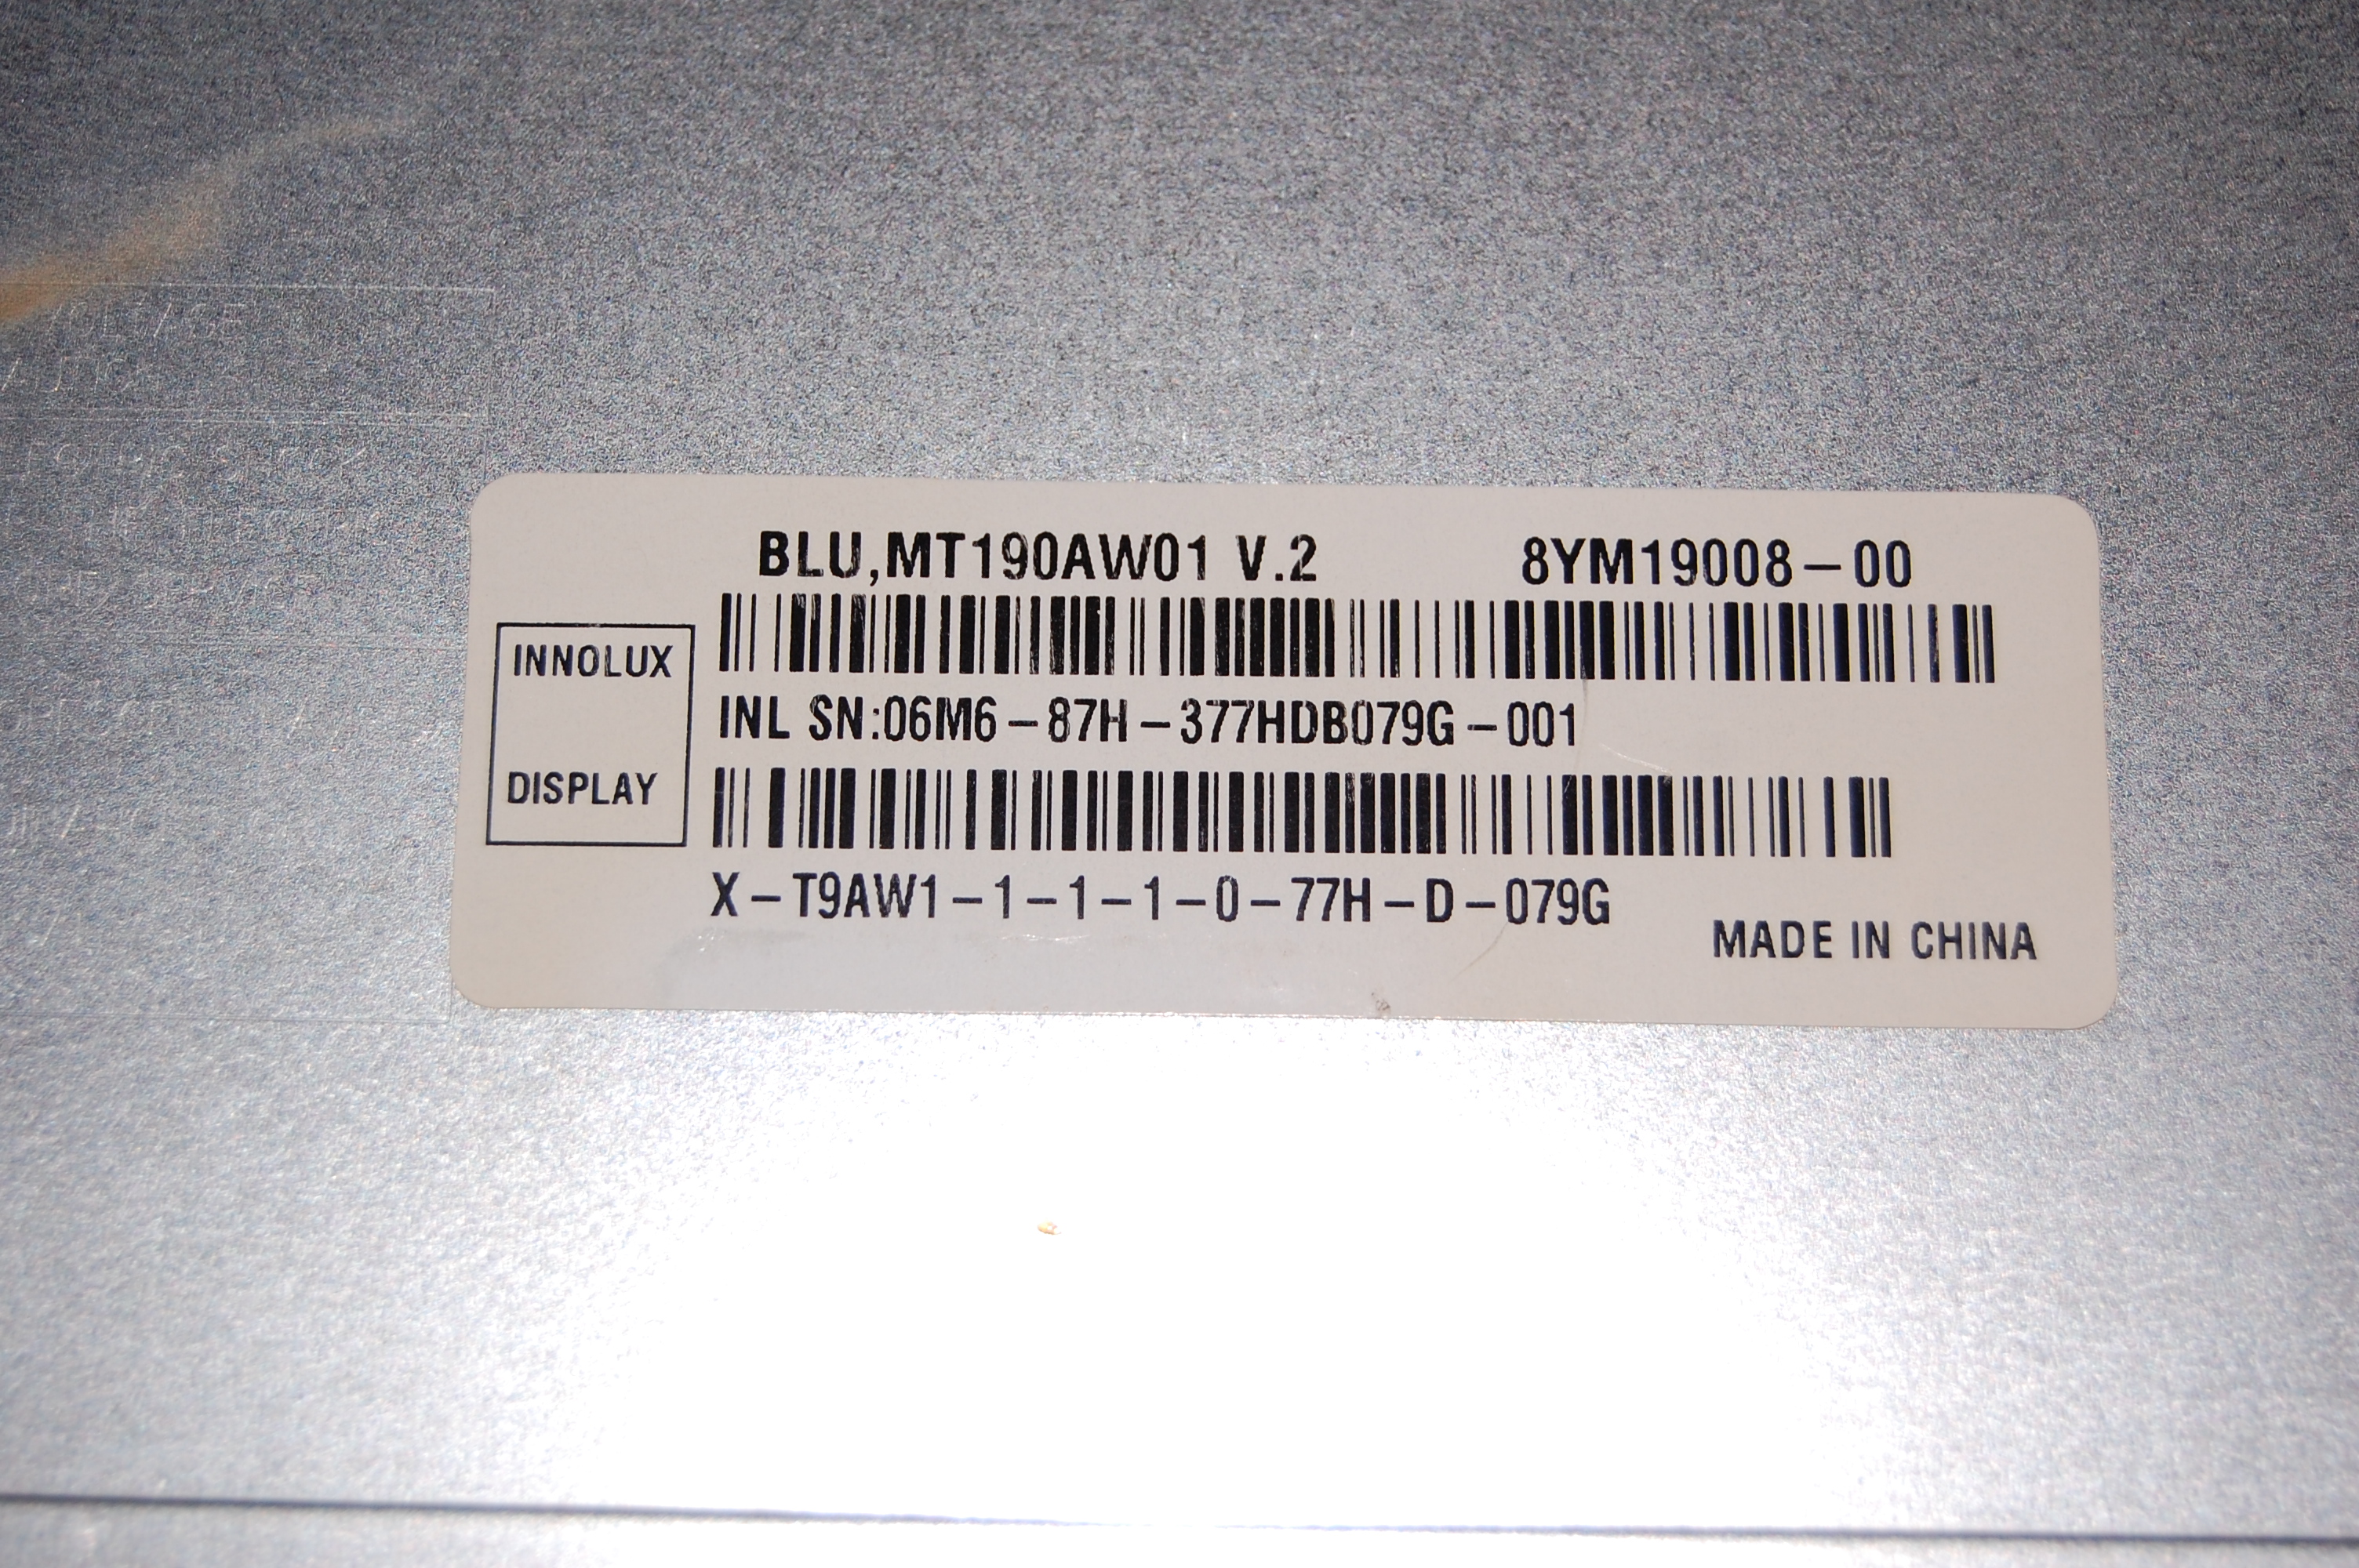 BLU,MT190AW01 V.2 8YM19008-00
INNOLUX
DISPLAY
INL SN:06M6-87H-377HDB079G-001
X-T9AW1-1-1-1-0-77H-D-079G
MADE IN CHINA